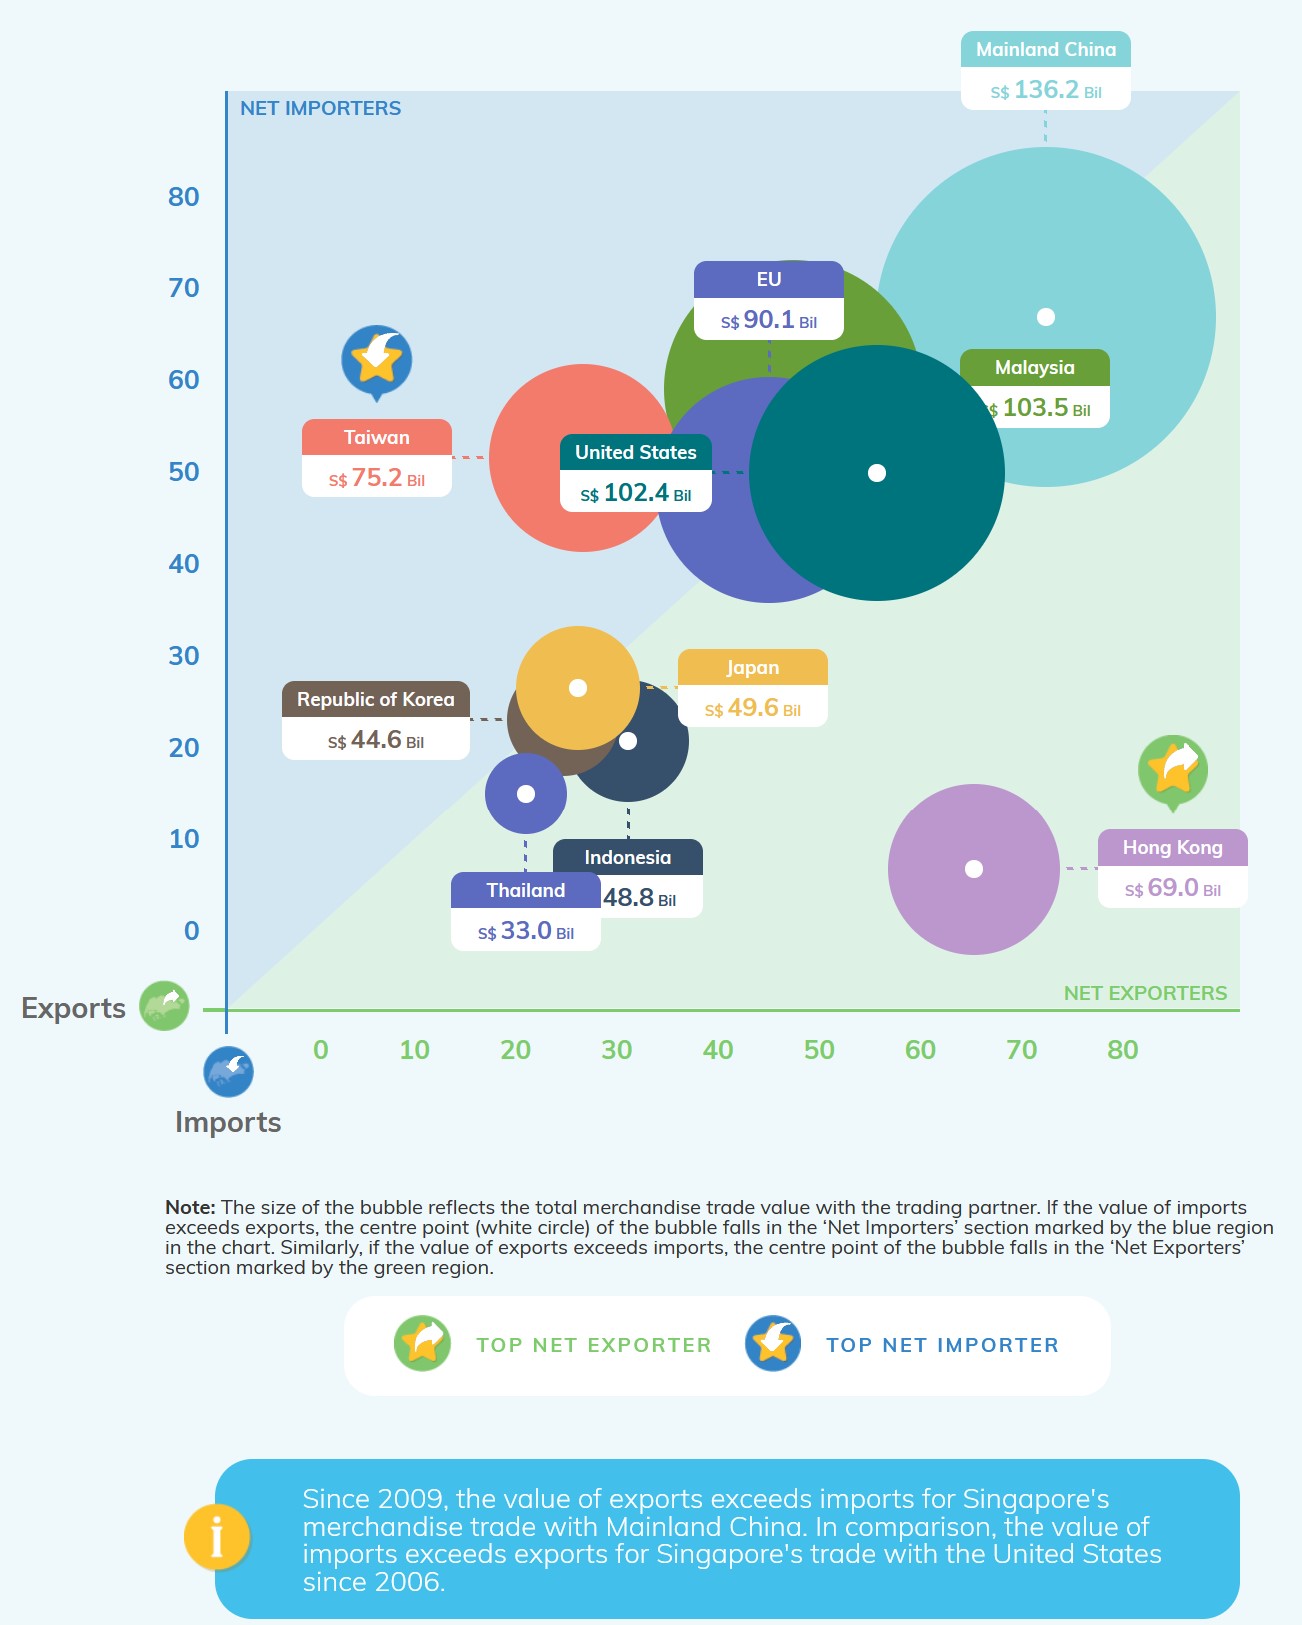 Mainland China
S$ 136.2 Bil
NET IMPORTERS
80
70
60
50
40
30
20
10
0
EU
S$ 90.1 Bil
Malaysia
S$ 103.5 Bil
Taiwan
S$ 75.2 Bil
United States
S$ 102.4 Bil
Japan
S$ 49.6 Bil
Republic of Korea
S$ 44.6 Bil
Hong Kong
S$ 69.0 Bil
Indonesia
48.8 Bil
Thailand
S$ 33.0 Bil
NET EXPORTERS
Exports
0 10 20 30 40 50 60 70 80
Imports
Note: The size of the bubble reflects the total merchandise trade value with the trading partner. If the value of imports
exceeds exports, the centre point (white circle) of the bubble falls in the ‘Net Importers’ section marked by the blue region
in the chart. Similarly, if the value of exports exceeds imports, the centre point of the bubble falls in the ‘Net Exporters’
section marked by the green region.
TOP NET EXPORTER
TOP NET IMPORTER
i
Since 2009, the value of exports exceeds imports for Singapore's
merchandise trade with Mainland China. In comparison, the value of
imports exceeds exports for Singapore's trade with the United States
since 2006.